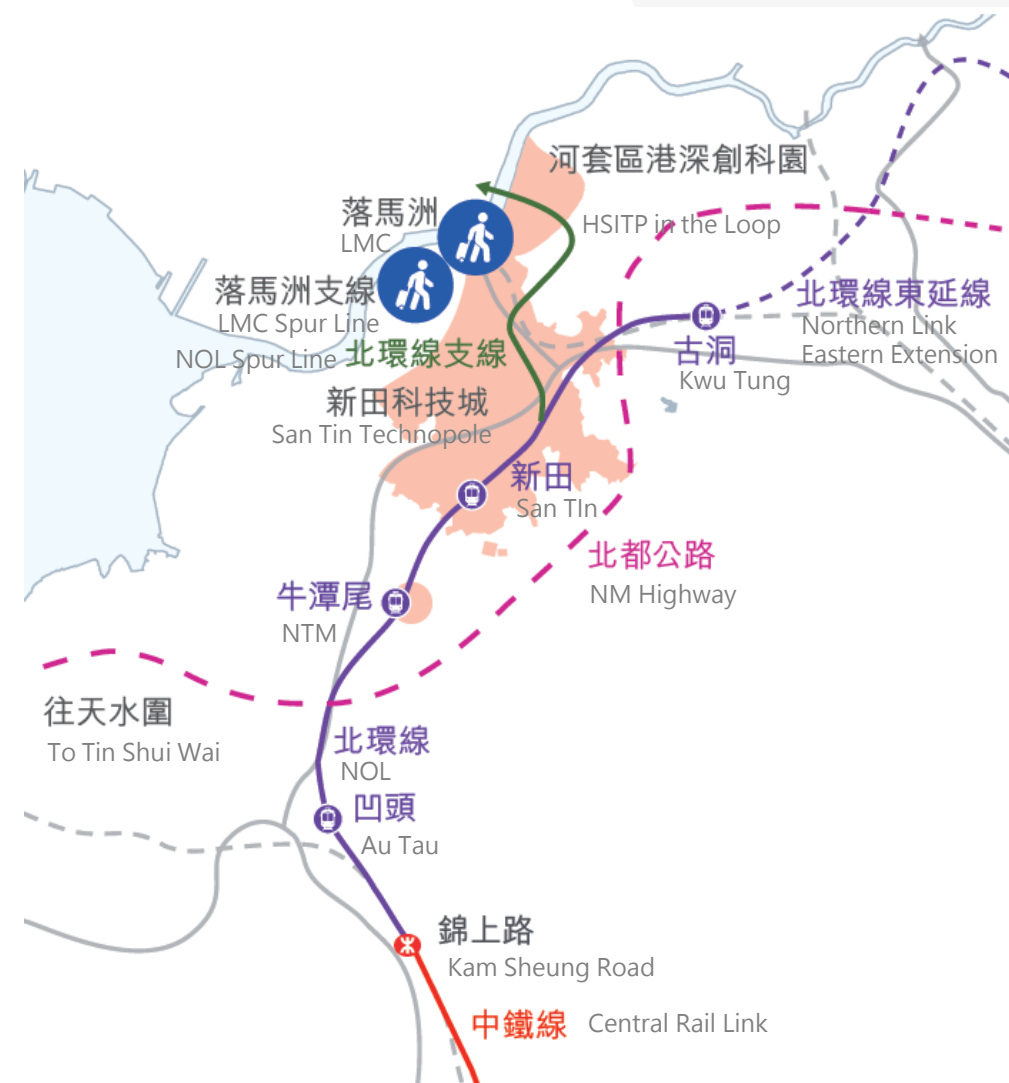 河套區港深創科園
HSITP in the Loop
落馬洲
LMC
落馬洲支線
LMC Spur Line
北環線支線
NOL Spur Line
北環線東延線
Northern Link
Eastern Extension
古洞
Kwu Tung
新田科技城
San Tin Technopole
新田
San TIn
北都公路
NM Highway
牛潭尾
NTM
往天水圍
To Tin Shui Wai
北環線
NOL
凹頭
Au Tau
錦上路
Kam Sheung Road
中鐵線 Central Rail Link